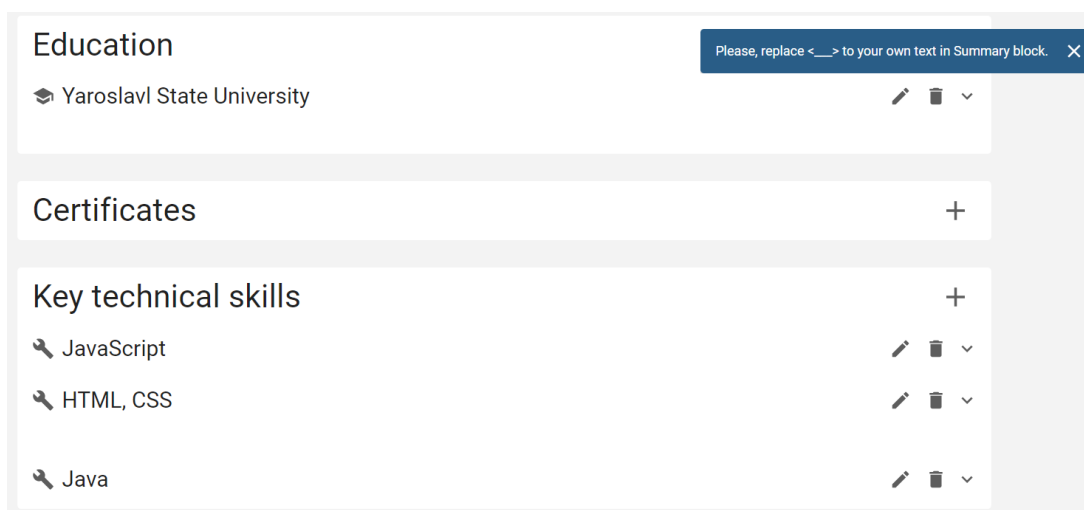 Education
Please, replace <___> to your own text in Summary block.
Yaroslavl State University
Certificates
Key technical skills
JavaScript
HTML, CSS
Java